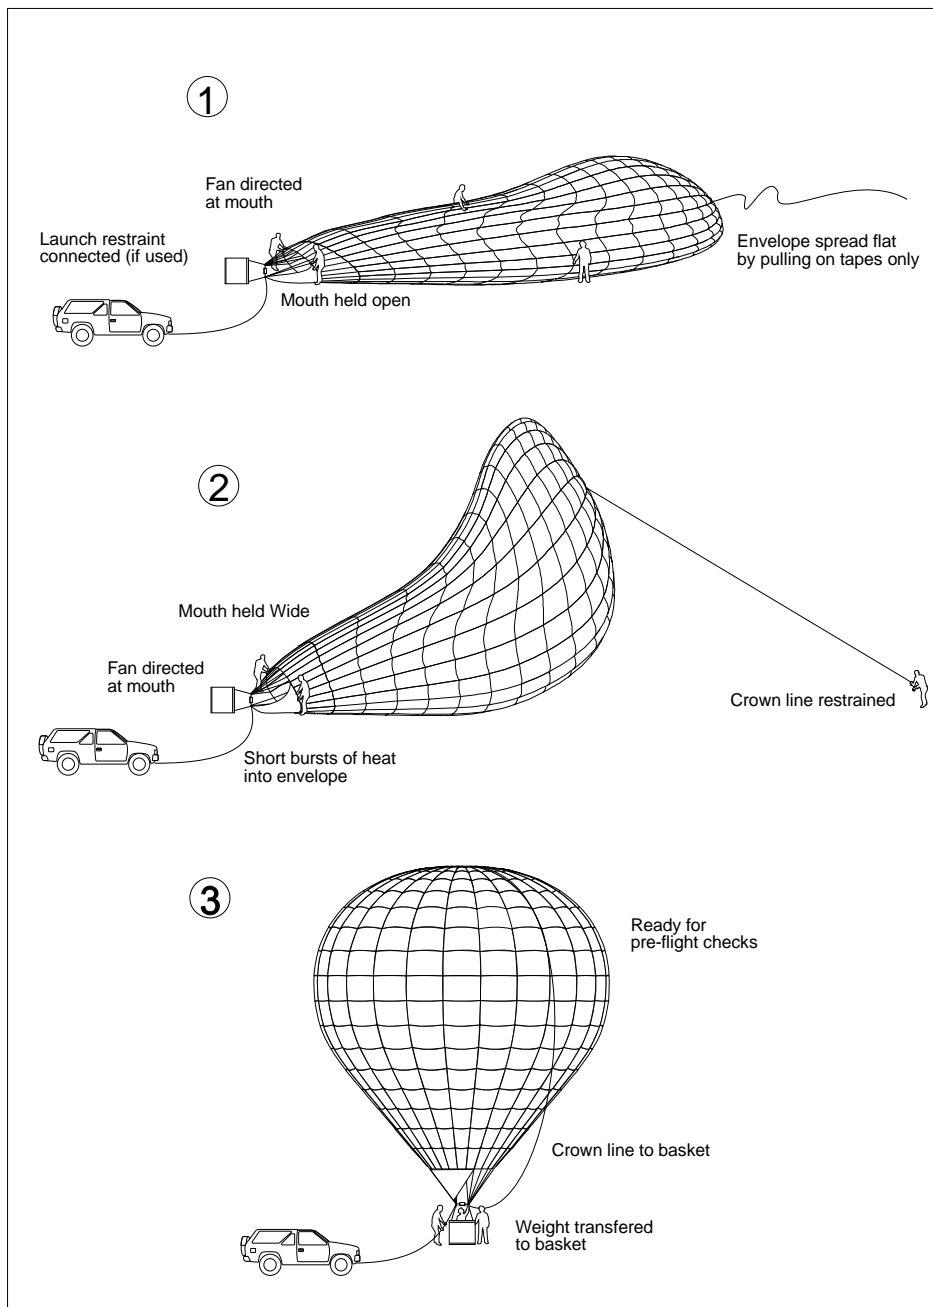 1
Fan directed
at mouth
Launch restraint
connected (if used)
Envelope spread flat
by pulling on tapes only
Mouth held open
2
Mouth held Wide
Fan directed
at mouth
Crown line restrained
Short bursts of heat
into envelope
3
Ready for
pre-flight checks
Crown line to basket
Weight transfered
to basket